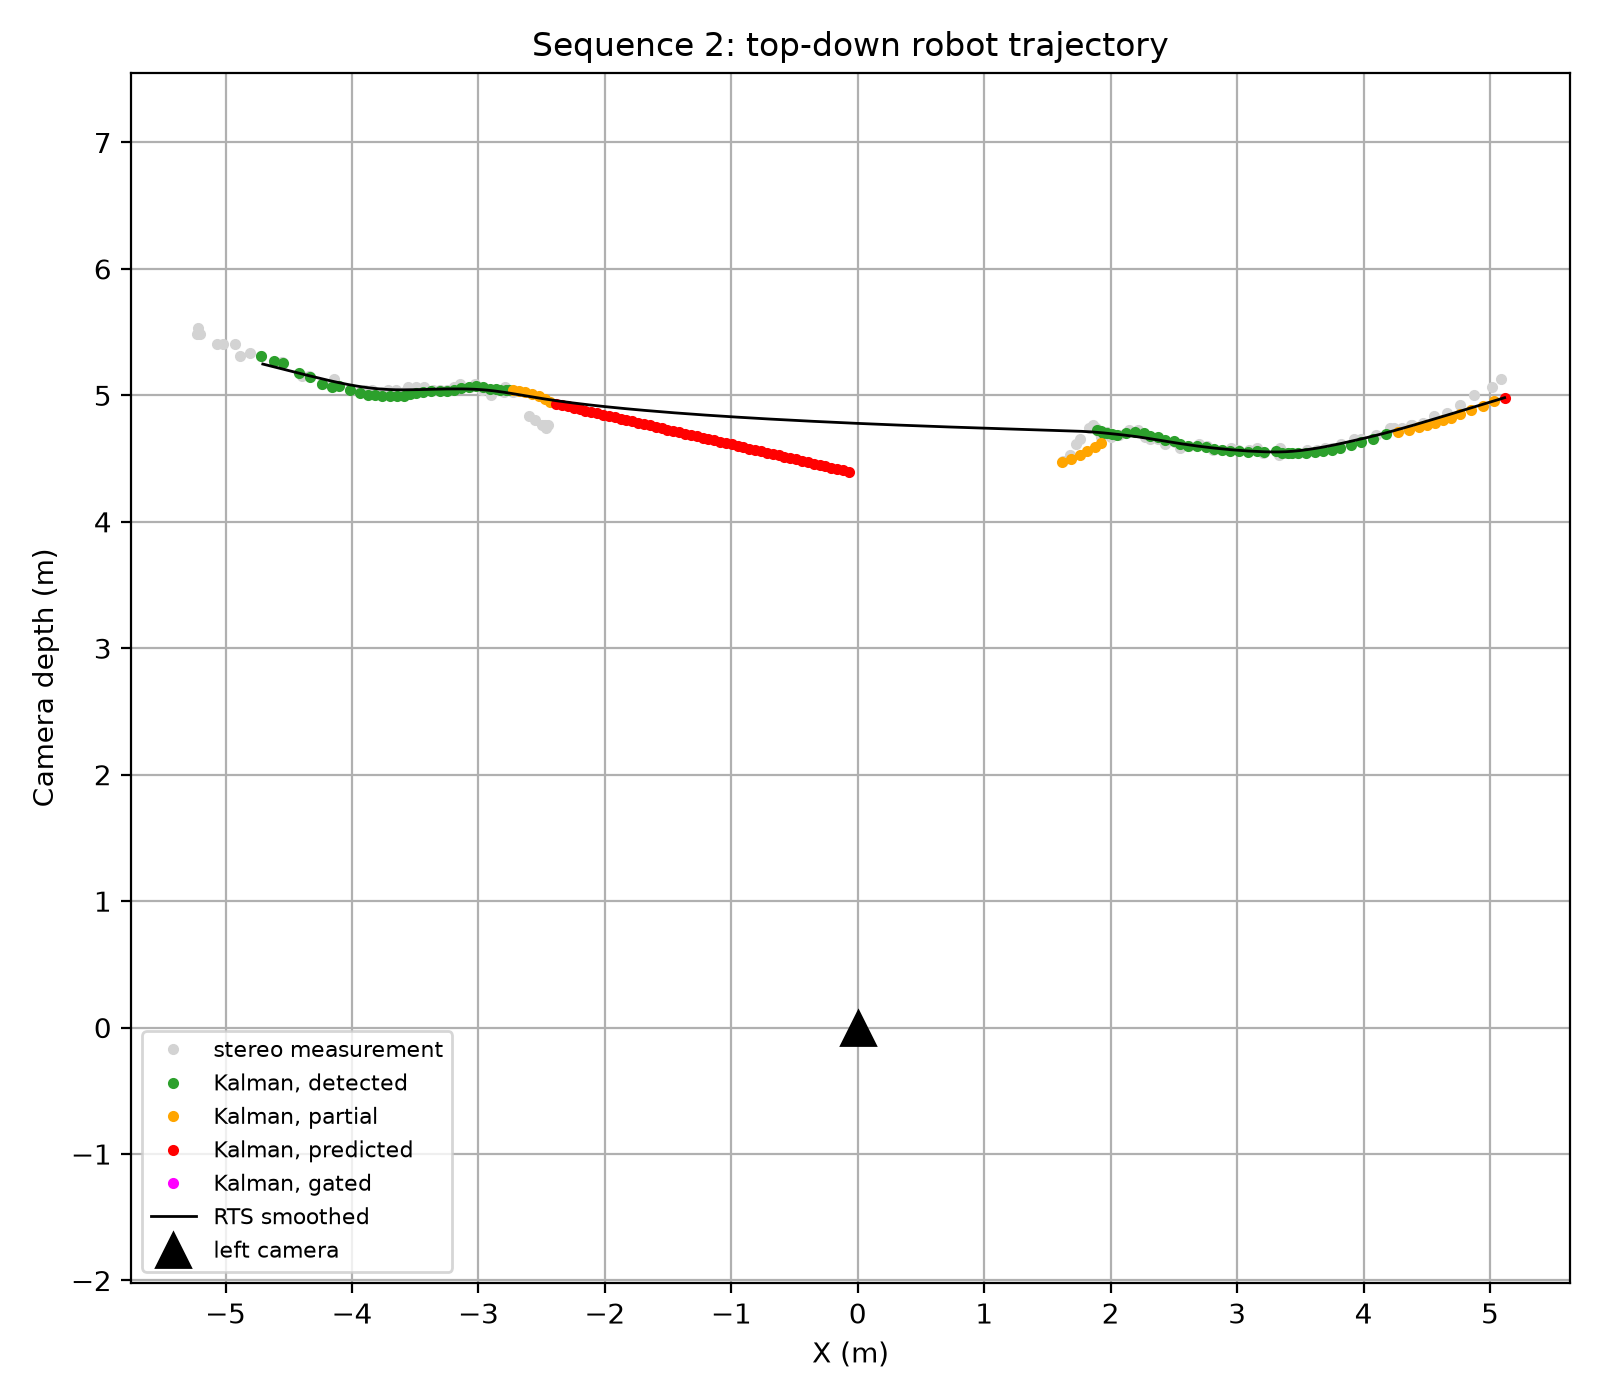 Sequence 2: top-down robot trajectory
Camera depth (m)
7
6
5
4
3
2
1
0
−1
−2
stereo measurement
Kalman, detected
Kalman, partial
Kalman, predicted
Kalman, gated
RTS smoothed
left camera
−5 −4 −3 −2 −1 0 1 2 3 4 5
X (m)